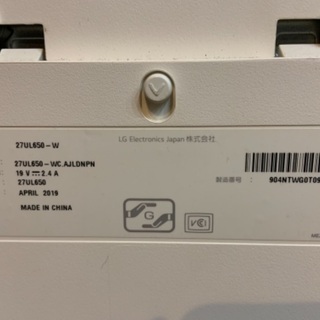 27UL650-W
LG Electronics Japan 株式会社
: 27UL650-WC.AJLDNPN
: 19 V ⎓ 2.4 A
: 27UL650
: APRIL 2019
製造番号 : 904NTWG0T09
MADE IN CHINA
G
VCI